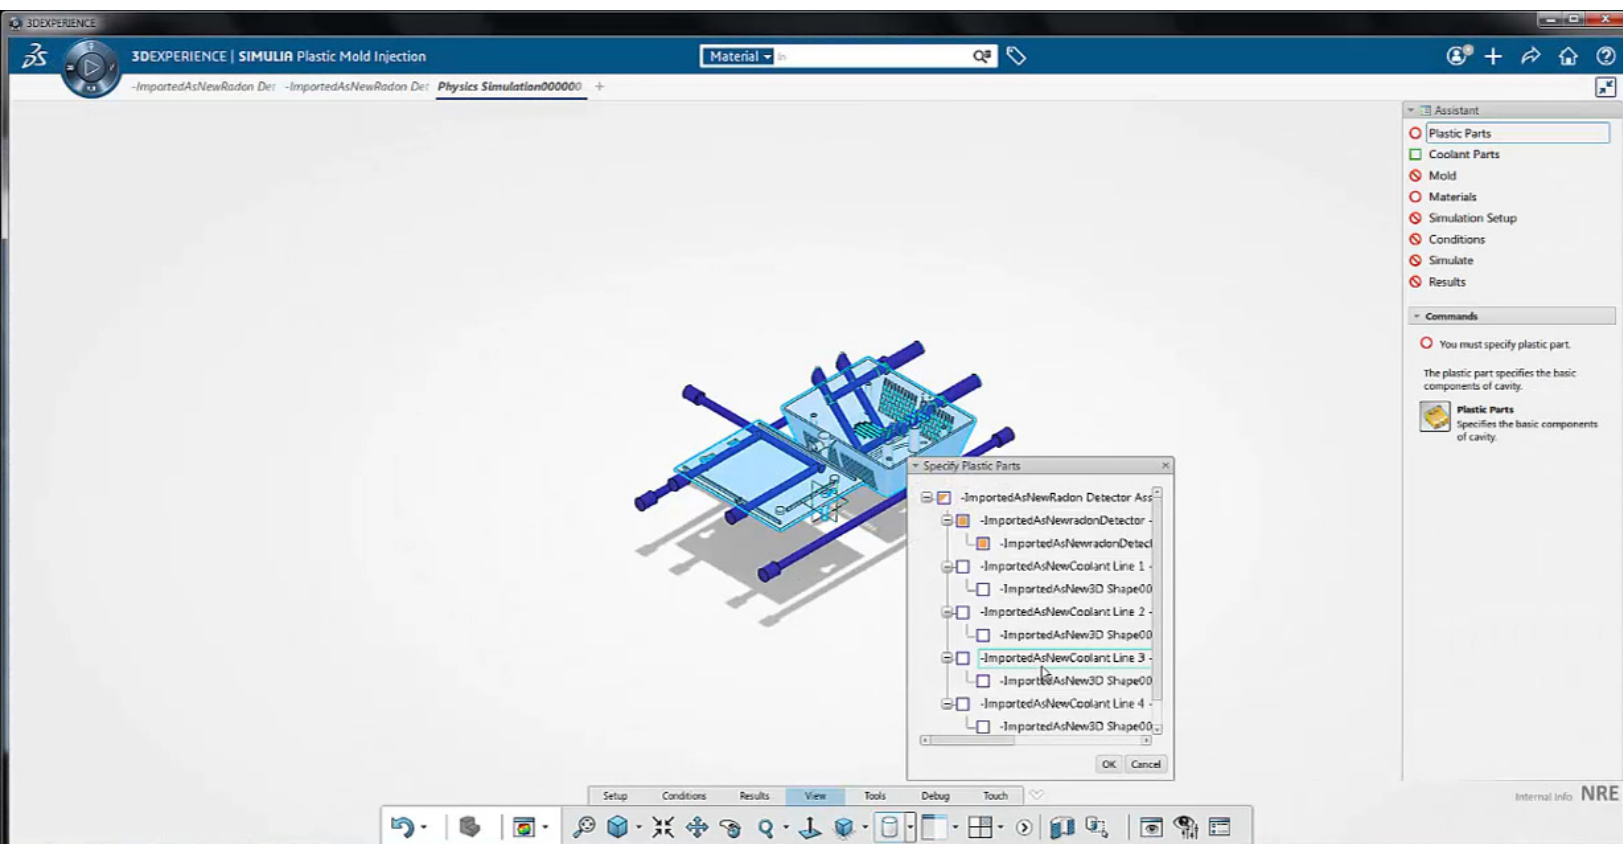 3DEXPERIENCE
3DEXPERIENCE | SIMULIA Plastic Mold Injection
Material
In
-ImportedAsNewRadon Det
-ImportedAsNewRadon Det
Physics Simulation000000
+
Assistant
Plastic Parts
Coolant Parts
Mold
Materials
Simulation Setup
Conditions
Simulate
Results
Commands
You must specify plastic part.
The plastic part specifies the basic
components of cavity.
Plastic Parts
Specifies the basic components
of cavity.
Specify Plastic Parts
-ImportedAsNewRadon Detector Ass
-ImportedAsNewradonDetector -
-ImportedAsNewradonDetect
-ImportedAsNewCoolant Line 1 -
-ImportedAsNew3D Shape00
-ImportedAsNewCoolant Line 2 -
-ImportedAsNew3D Shape00
-ImportedAsNewCoolant Line 3 -
-ImportedAsNew3D Shape00
-ImportedAsNewCoolant Line 4 -
-ImportedAsNew3D Shape00
OK
Cancel
Setup
Conditions
Results
View
Tools
Debug
Touch
Internal Info
NRE